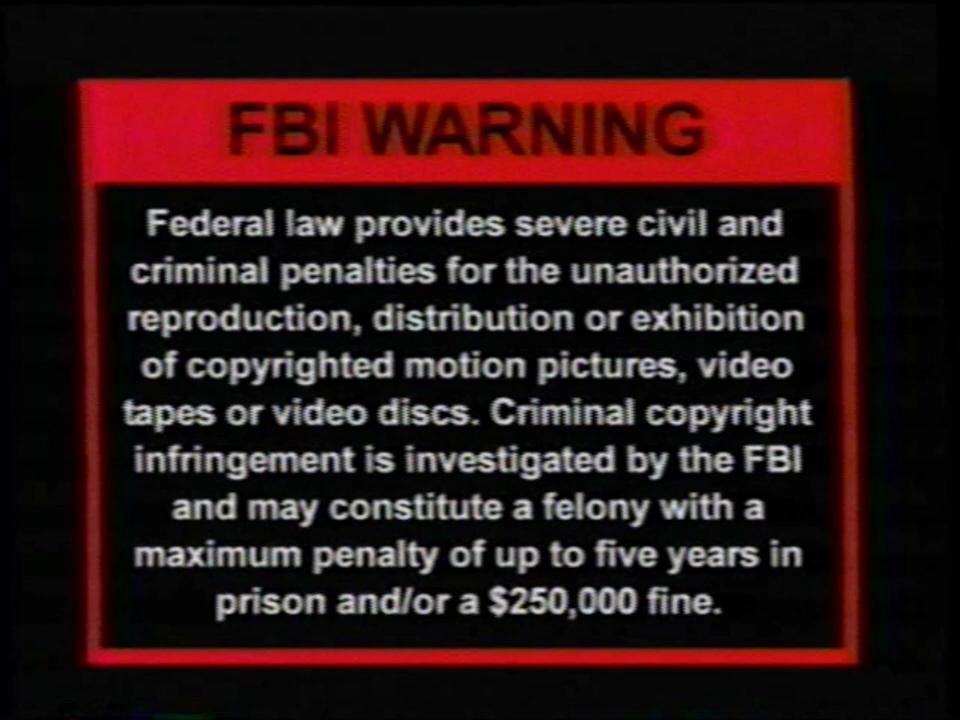 FBI WARNING
Federal law provides severe civil and
criminal penalties for the unauthorized
reproduction, distribution or exhibition
of copyrighted motion pictures, video
tapes or video discs. Criminal copyright
infringement is investigated by the FBI
and may constitute a felony with a
maximum penalty of up to five years in
prison and/or a $250,000 fine.